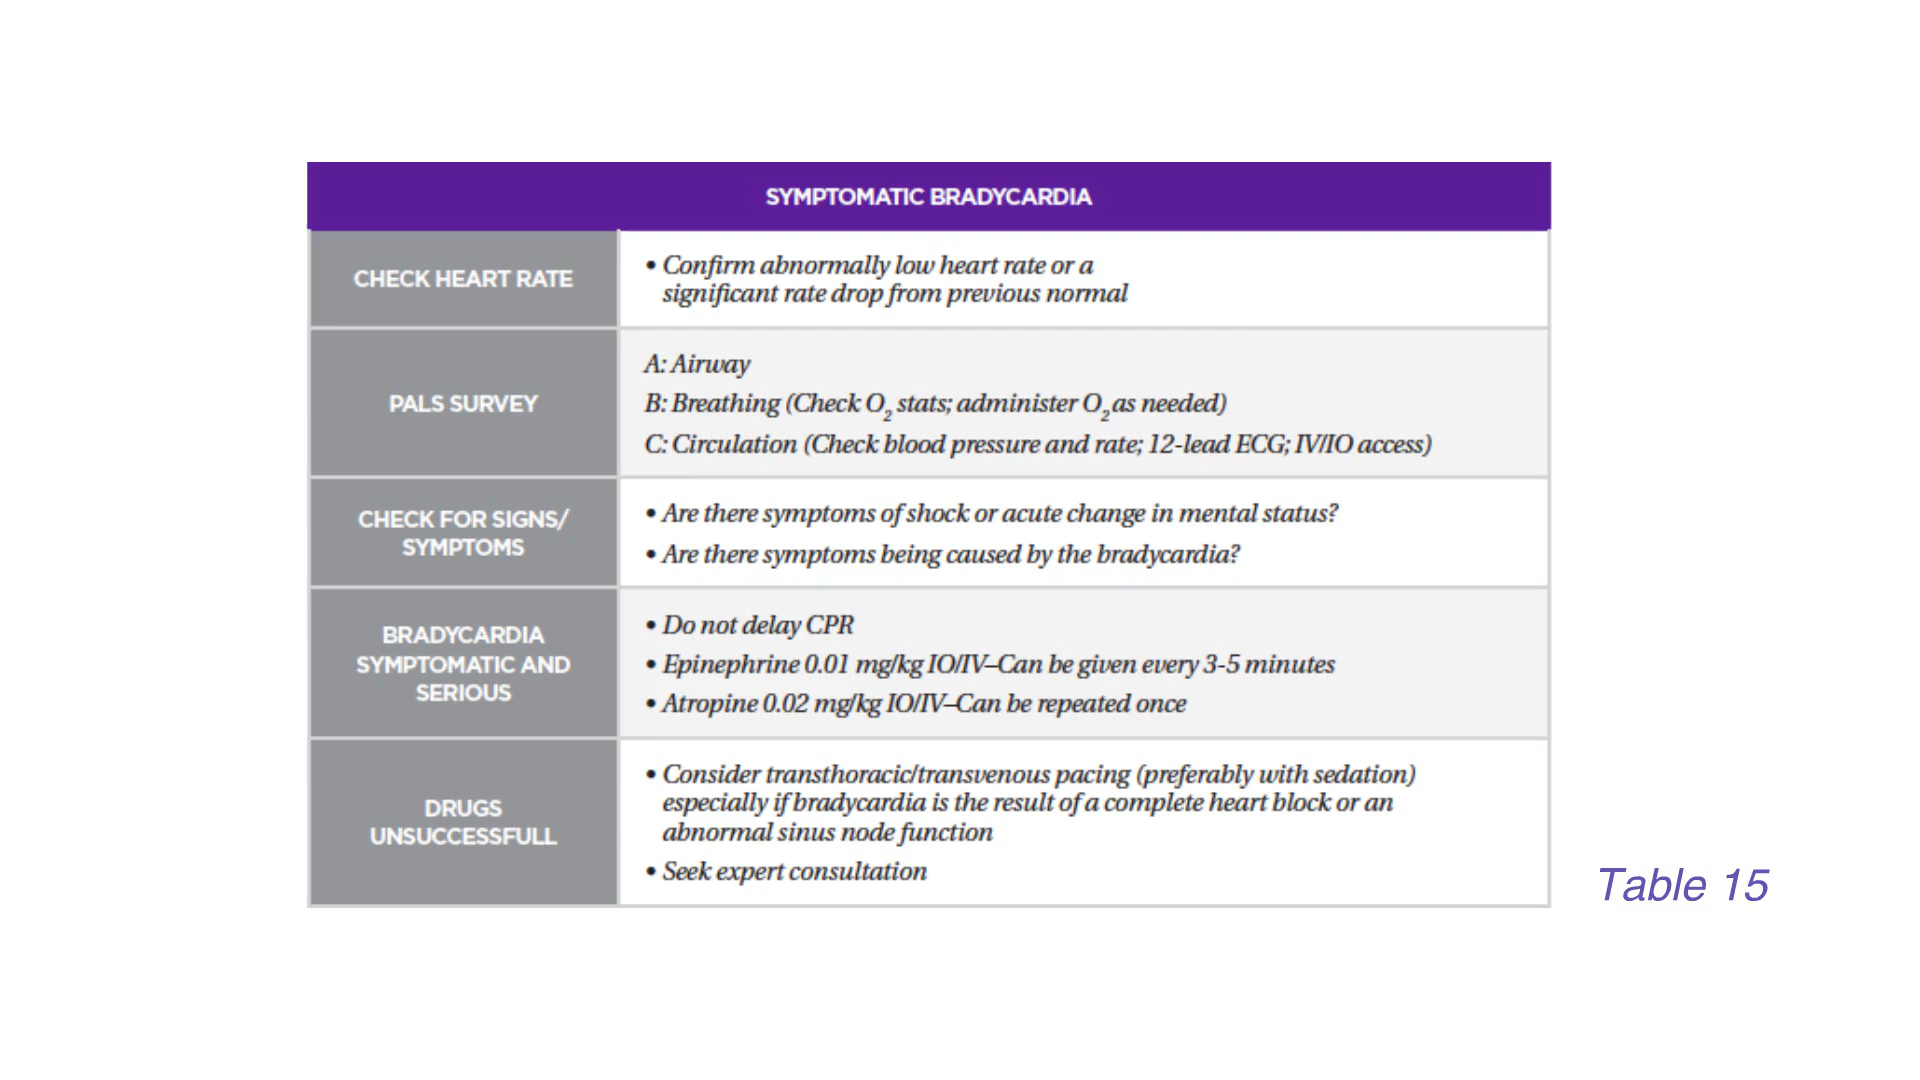 SYMPTOMATIC BRADYCARDIA
CHECK HEART RATE
• Confirm abnormally low heart rate or a
significant rate drop from previous normal
PALS SURVEY
A: Airway
B: Breathing (Check O₂ stats; administer O₂ as needed)
C: Circulation (Check blood pressure and rate; 12-lead ECG; IV/IO access)
CHECK FOR SIGNS/
SYMPTOMS
• Are there symptoms of shock or acute change in mental status?
• Are there symptoms being caused by the bradycardia?
BRADYCARDIA
SYMPTOMATIC AND
SERIOUS
• Do not delay CPR
• Epinephrine 0.01 mg/kg IO/IV–Can be given every 3-5 minutes
• Atropine 0.02 mg/kg IO/IV–Can be repeated once
DRUGS
UNSUCCESSFULL
• Consider transthoracic/transvenous pacing (preferably with sedation)
especially if bradycardia is the result of a complete heart block or an
abnormal sinus node function
• Seek expert consultation
Table 15